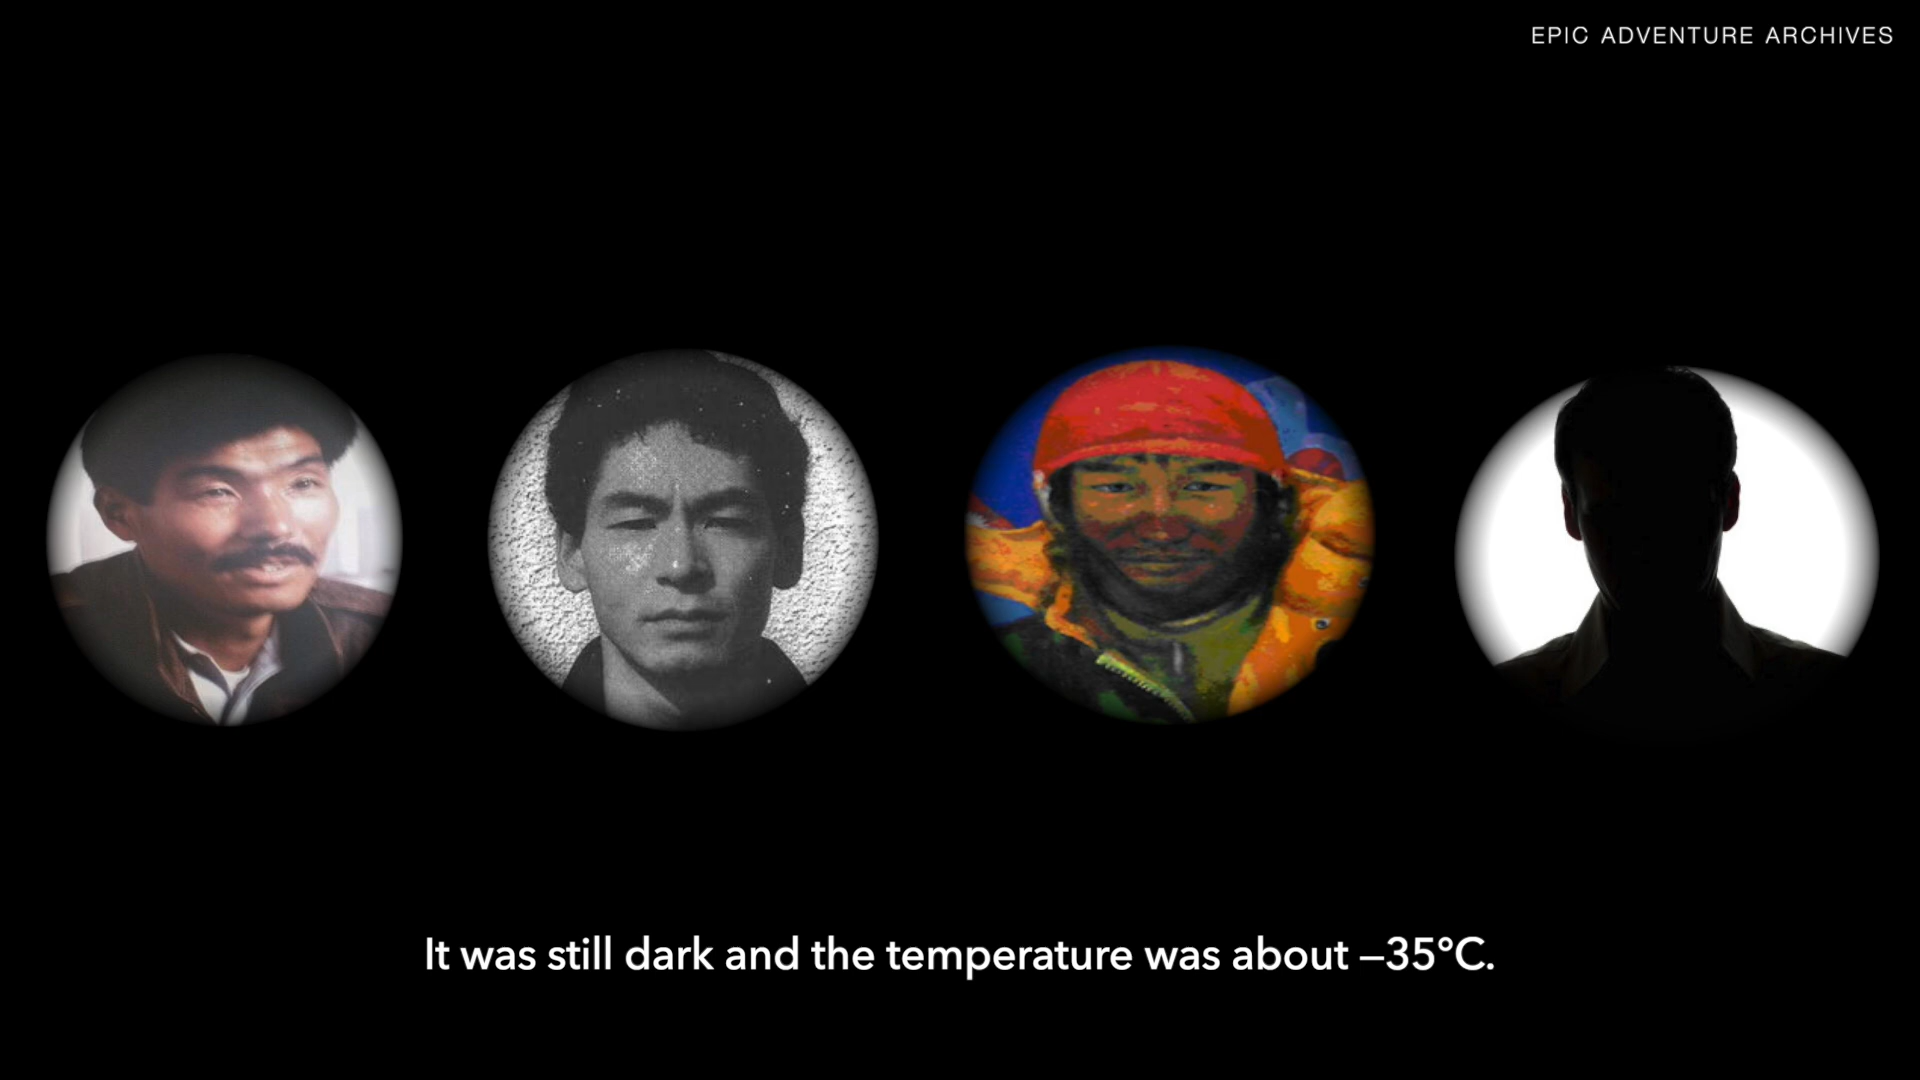 EPIC ADVENTURE ARCHIVES
It was still dark and the temperature was about –35°C.